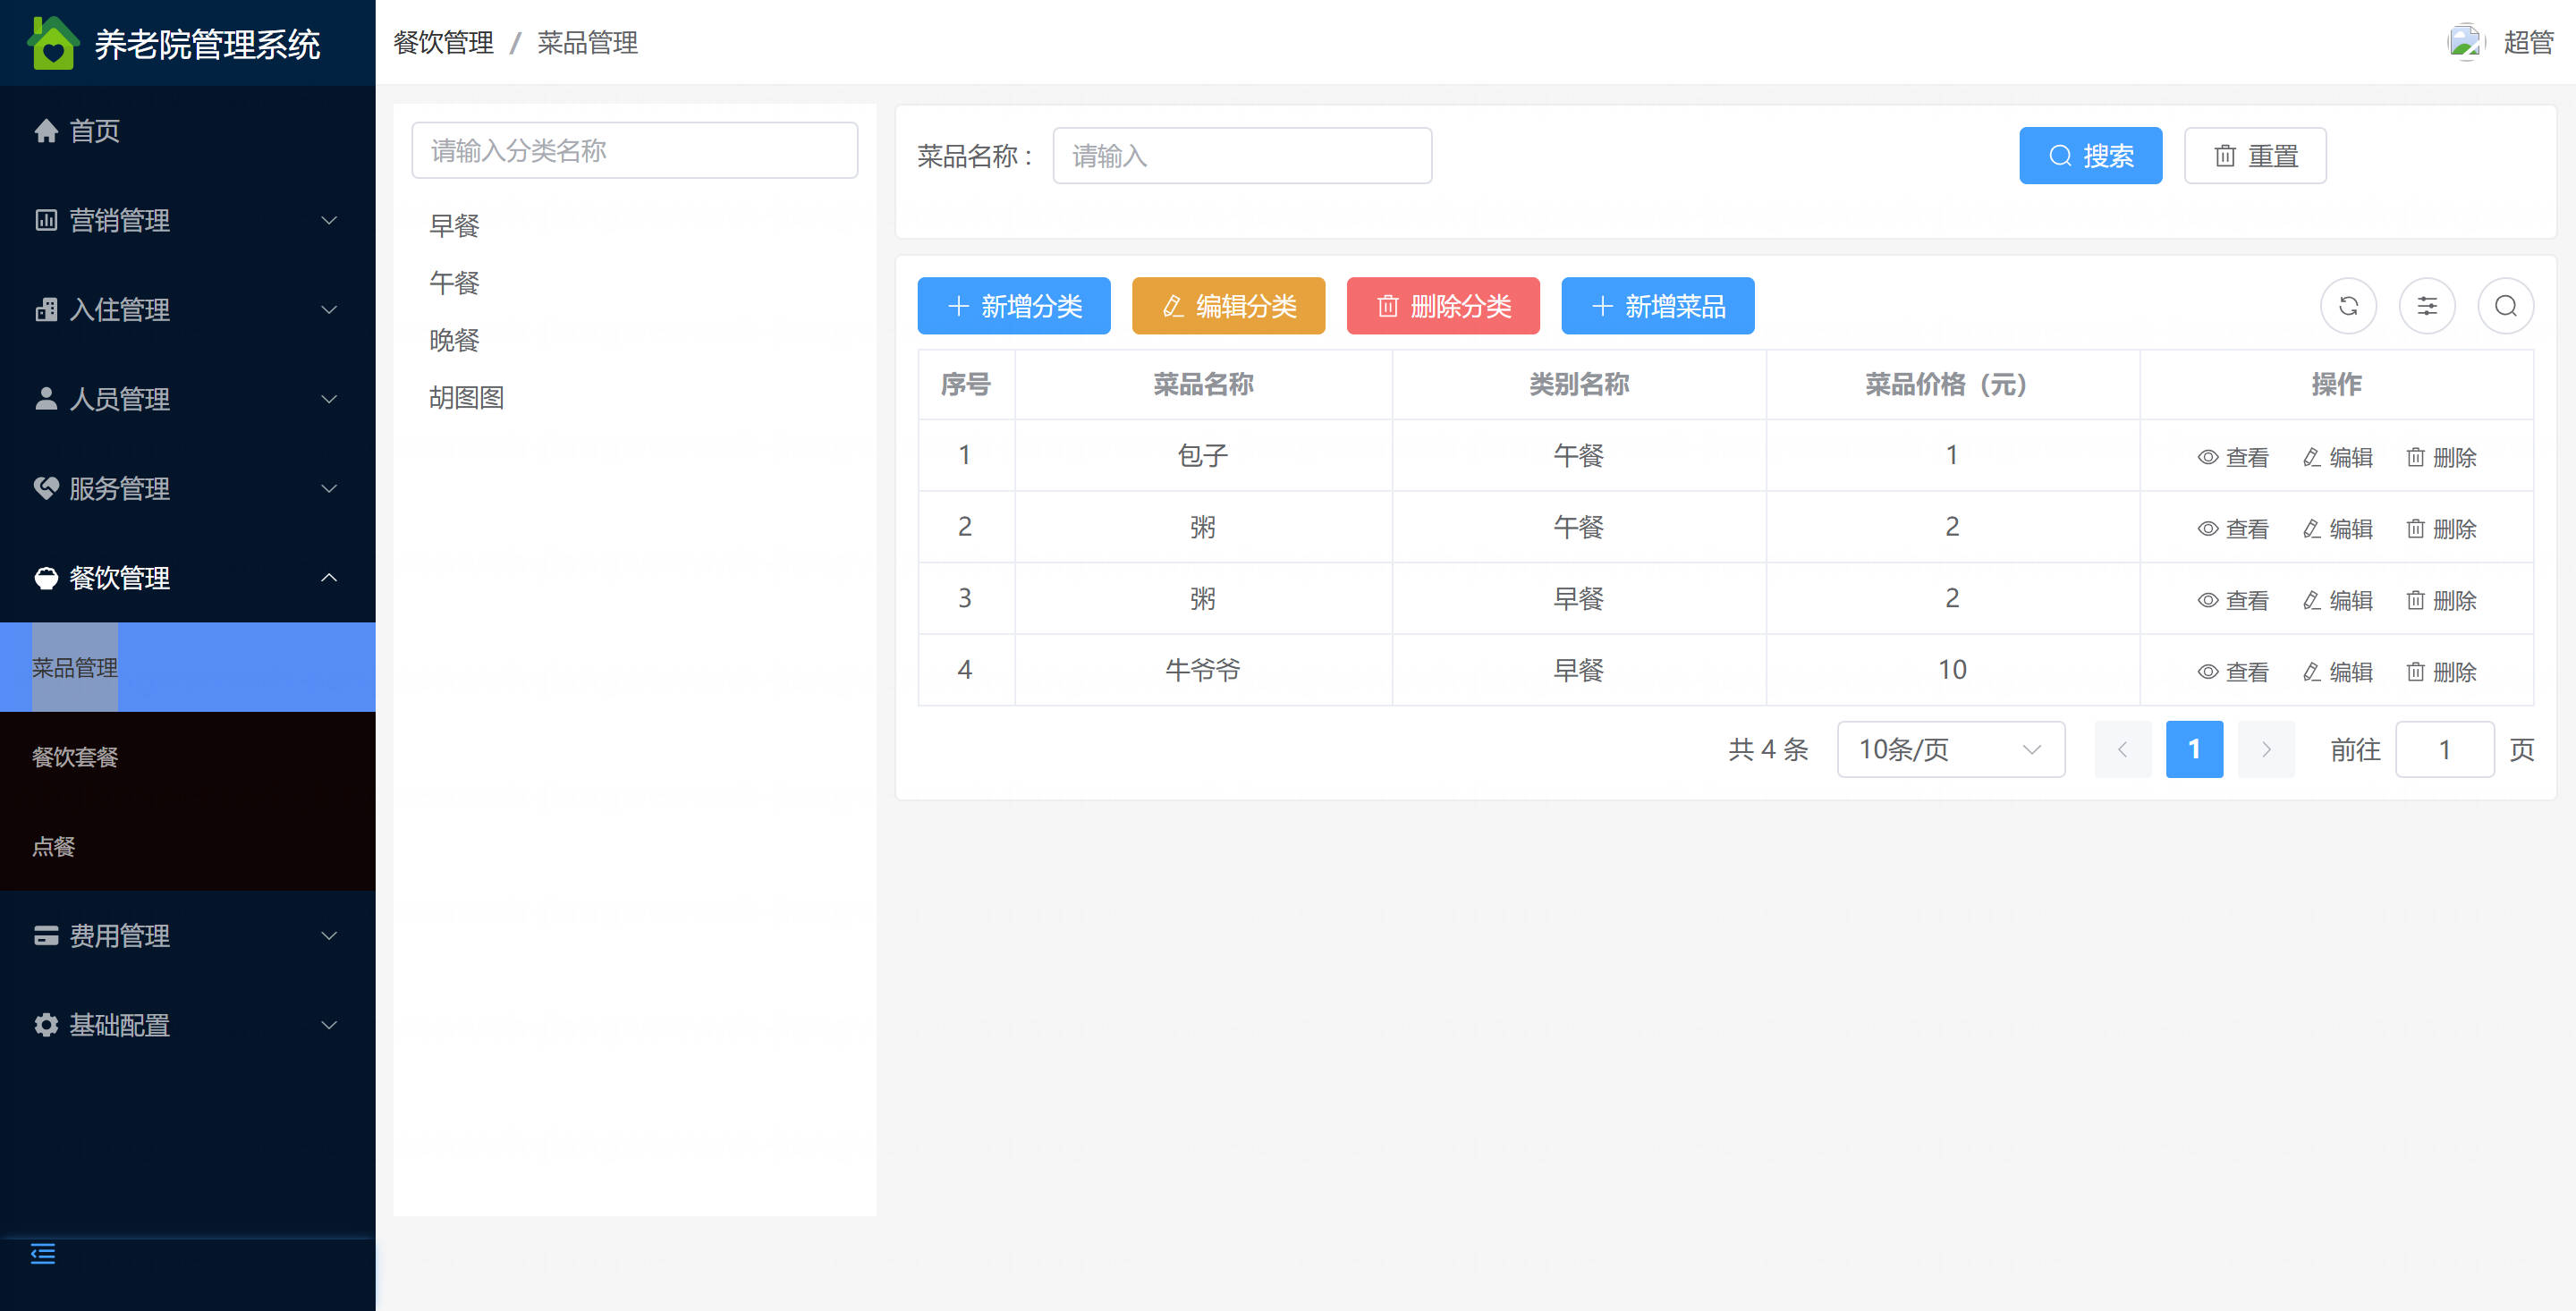 养老院管理系统
餐饮管理 / 菜品管理
超管
首页
营销管理
入住管理
人员管理
服务管理
餐饮管理
菜品管理
餐饮套餐
点餐
费用管理
基础配置
请输入分类名称
早餐
午餐
晚餐
胡图图
菜品名称： 请输入 搜索 重置
新增分类 编辑分类 删除分类 新增菜品
序号 菜品名称 类别名称 菜品价格（元） 操作
1 包子 午餐 1 查看 编辑 删除
2 粥 午餐 2 查看 编辑 删除
3 粥 早餐 2 查看 编辑 删除
4 牛爷爷 早餐 10 查看 编辑 删除
共 4 条 10条/页 1 前往 1 页